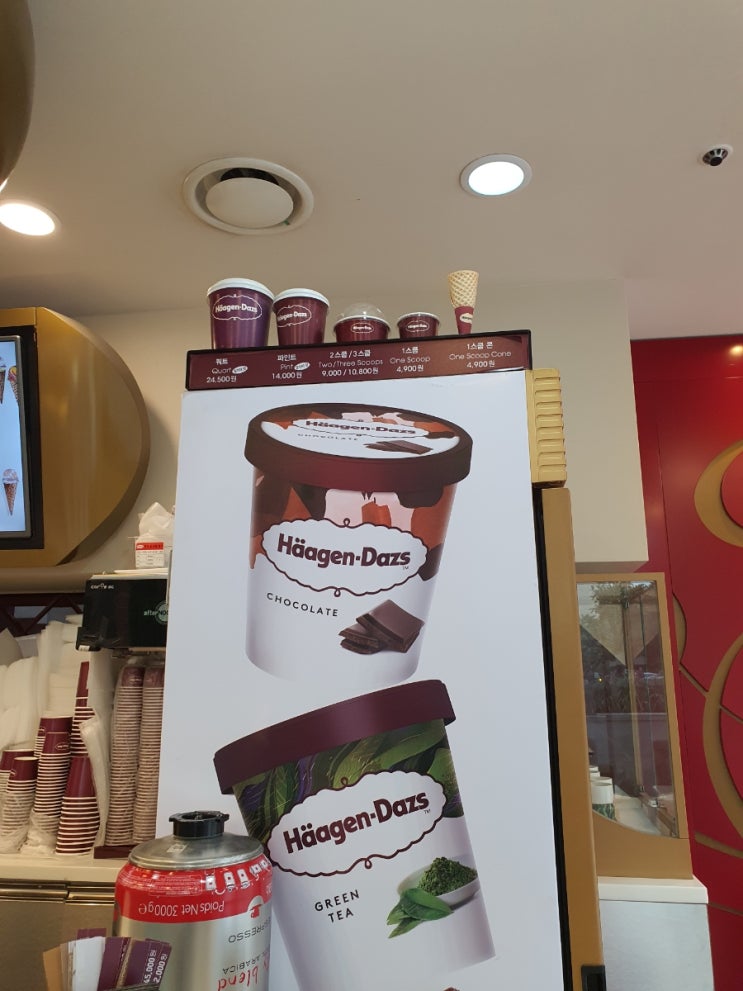 Häagen-Dazs
Häagen-Dazs
쿼트
Quart
24,500원
파인트
Pint
14,000원
2스쿱 / 3스쿱
Two/Three Scoops
9,000 / 10,800원
1스쿱
One Scoop
4,900원
1스쿱 콘
One Scoop Cone
4,900원
Häagen-Dazs
CHOCOLATE
Häagen-Dazs
CHOCOLATE
Häagen-Dazs
GREEN
TEA
Poids Net 3000g e
blend
ARABICA